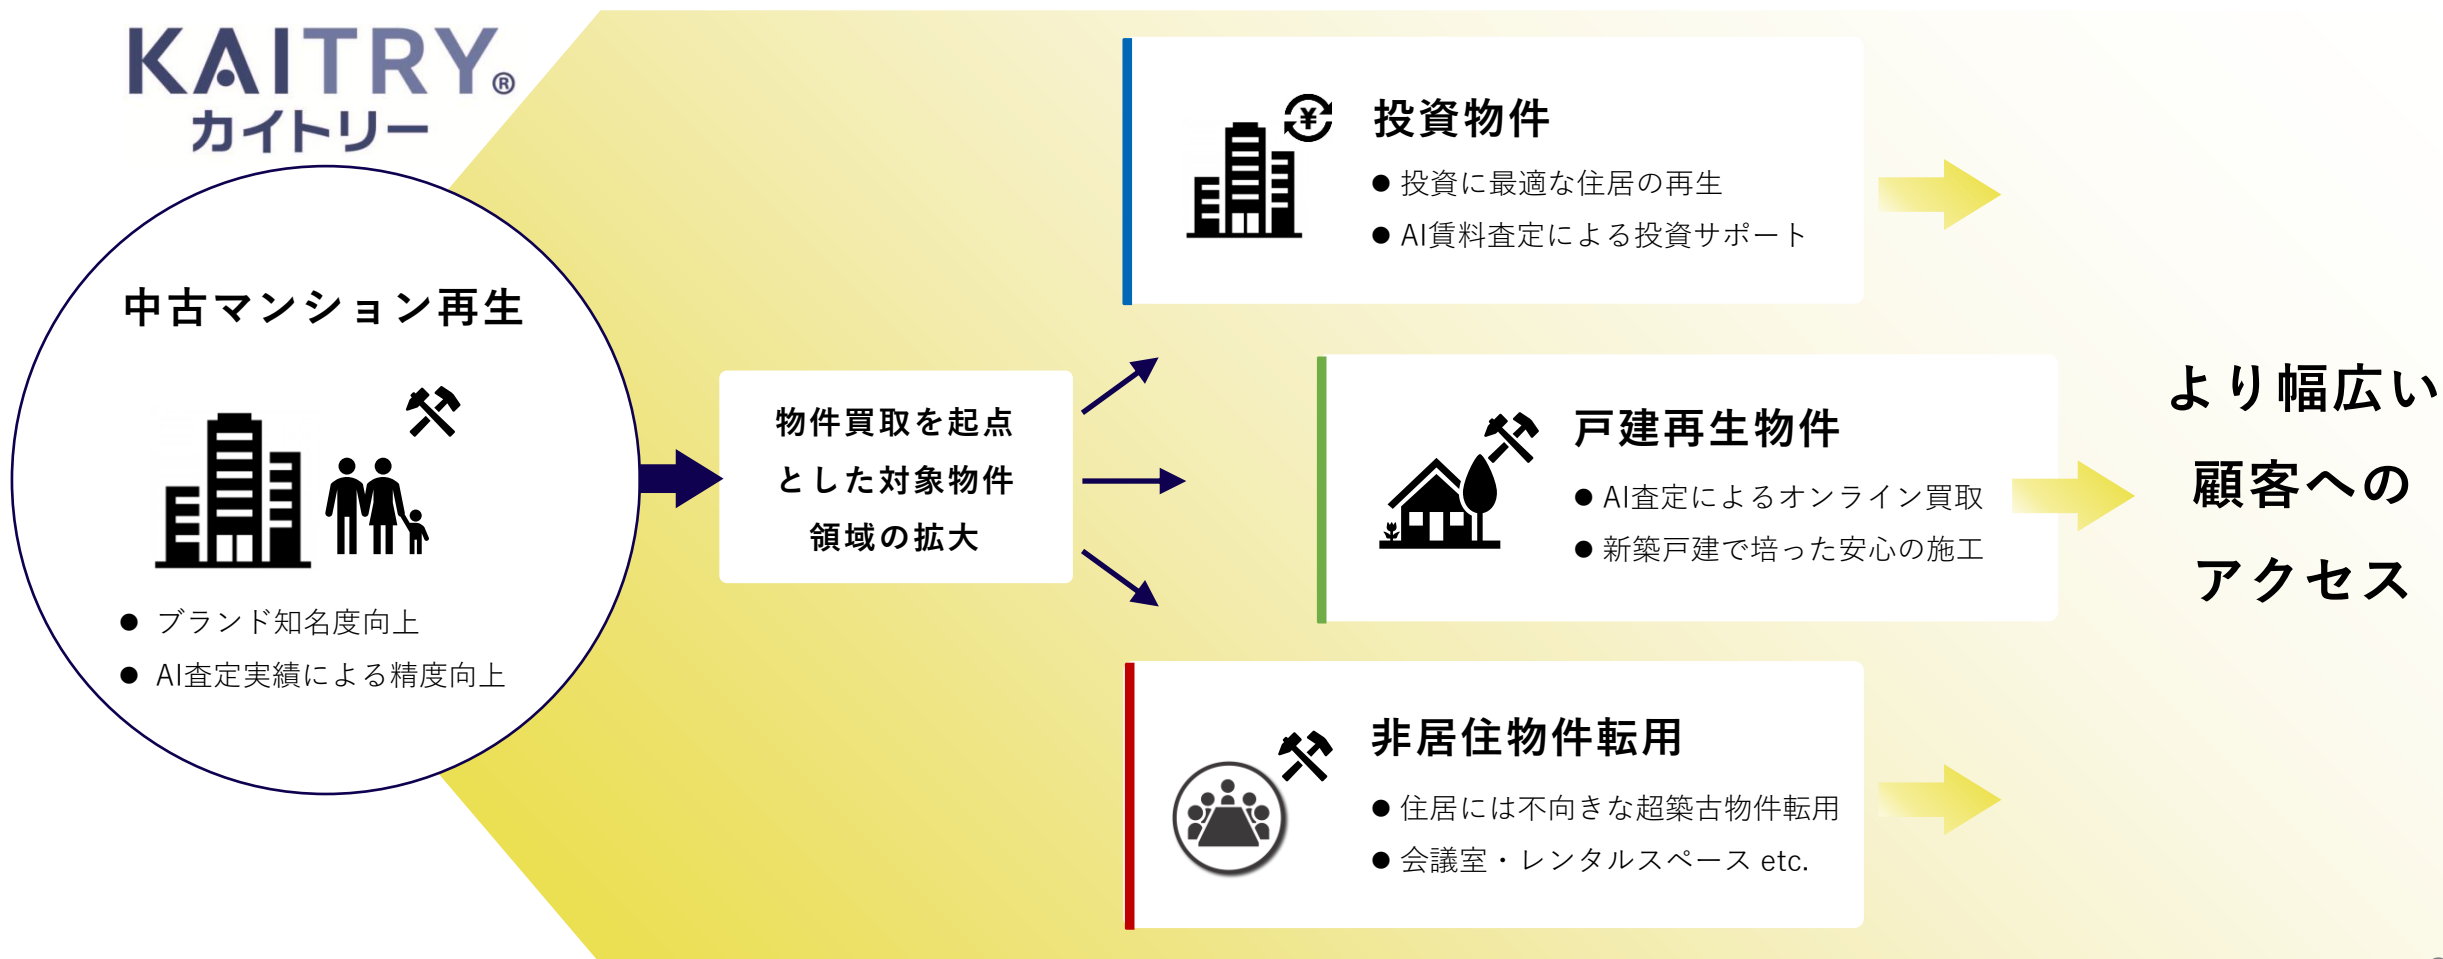 KAITRY®
カイトリー
中古マンション再生
● ブランド知名度向上
● AI査定実績による精度向上
物件買取を起点
とした対象物件
領域の拡大
¥
投資物件
● 投資に最適な住居の再生
● AI賃料査定による投資サポート
戸建再生物件
● AI査定によるオンライン買取
● 新築戸建で培った安心の施工
非居住物件転用
● 住居には不向きな超築古物件転用
● 会議室・レンタルスペース etc.
より幅広い
顧客への
アクセス